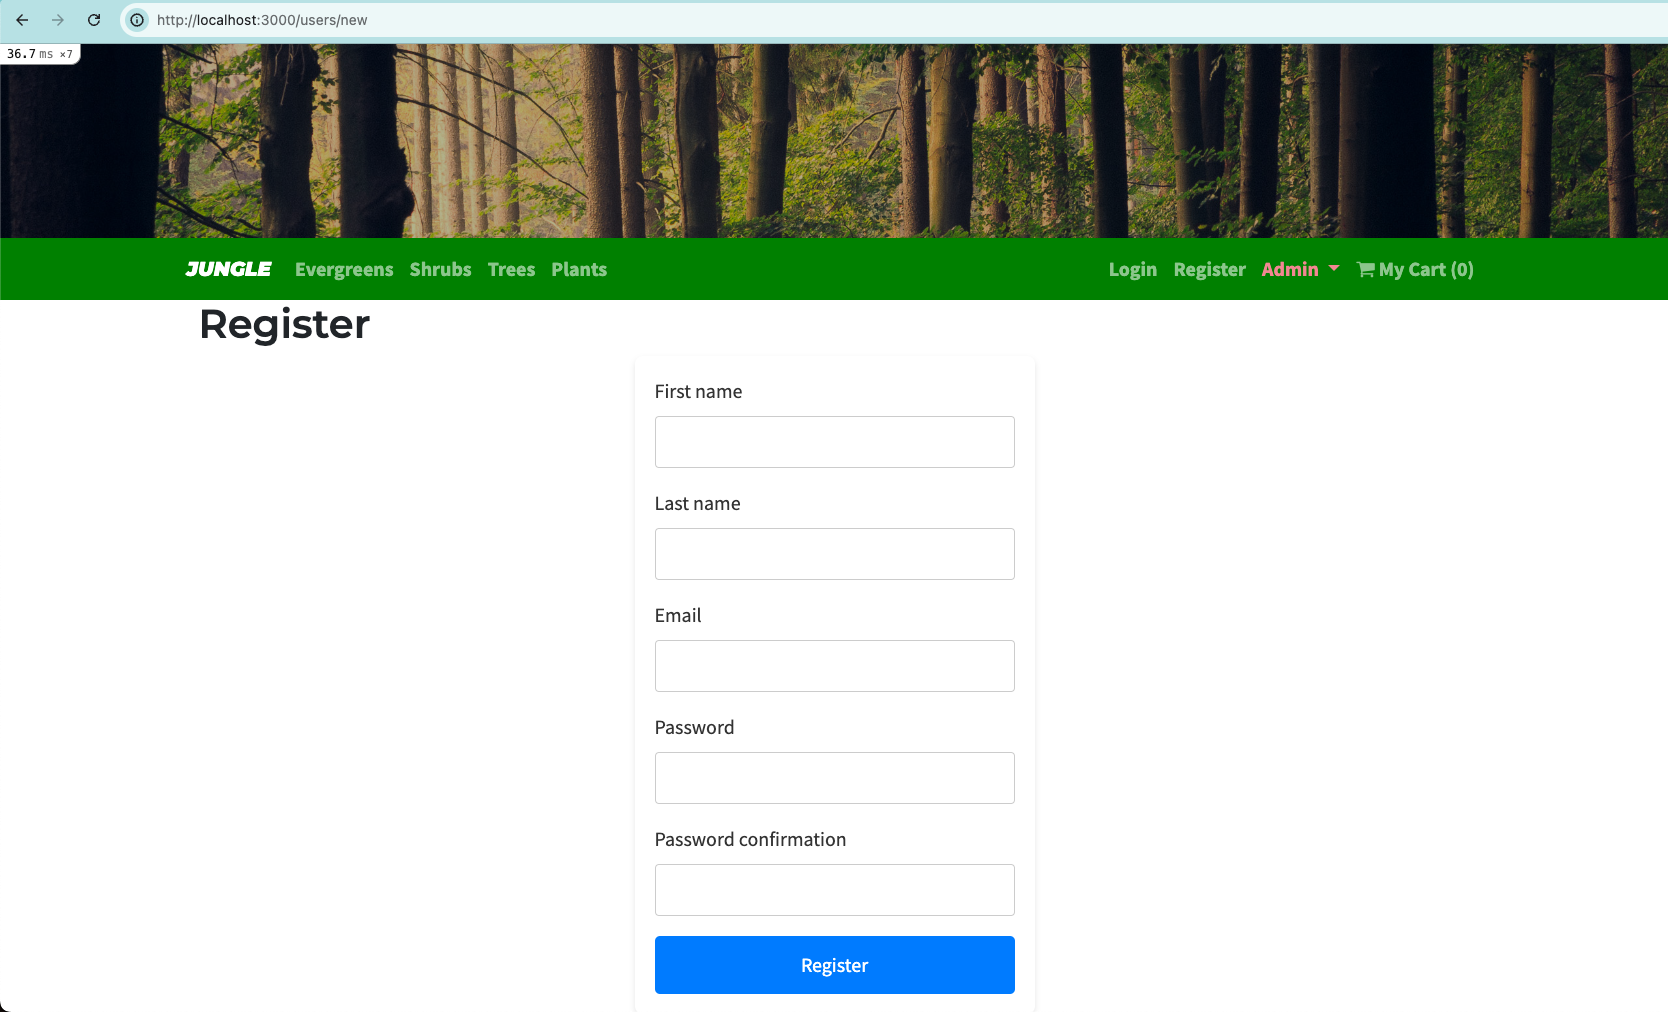 http://localhost:3000/users/new
36.7 ms ×7
JUNGLE Evergreens Shrubs Trees Plants Login Register Admin My Cart (0)
Register
First name
Last name
Email
Password
Password confirmation
Register